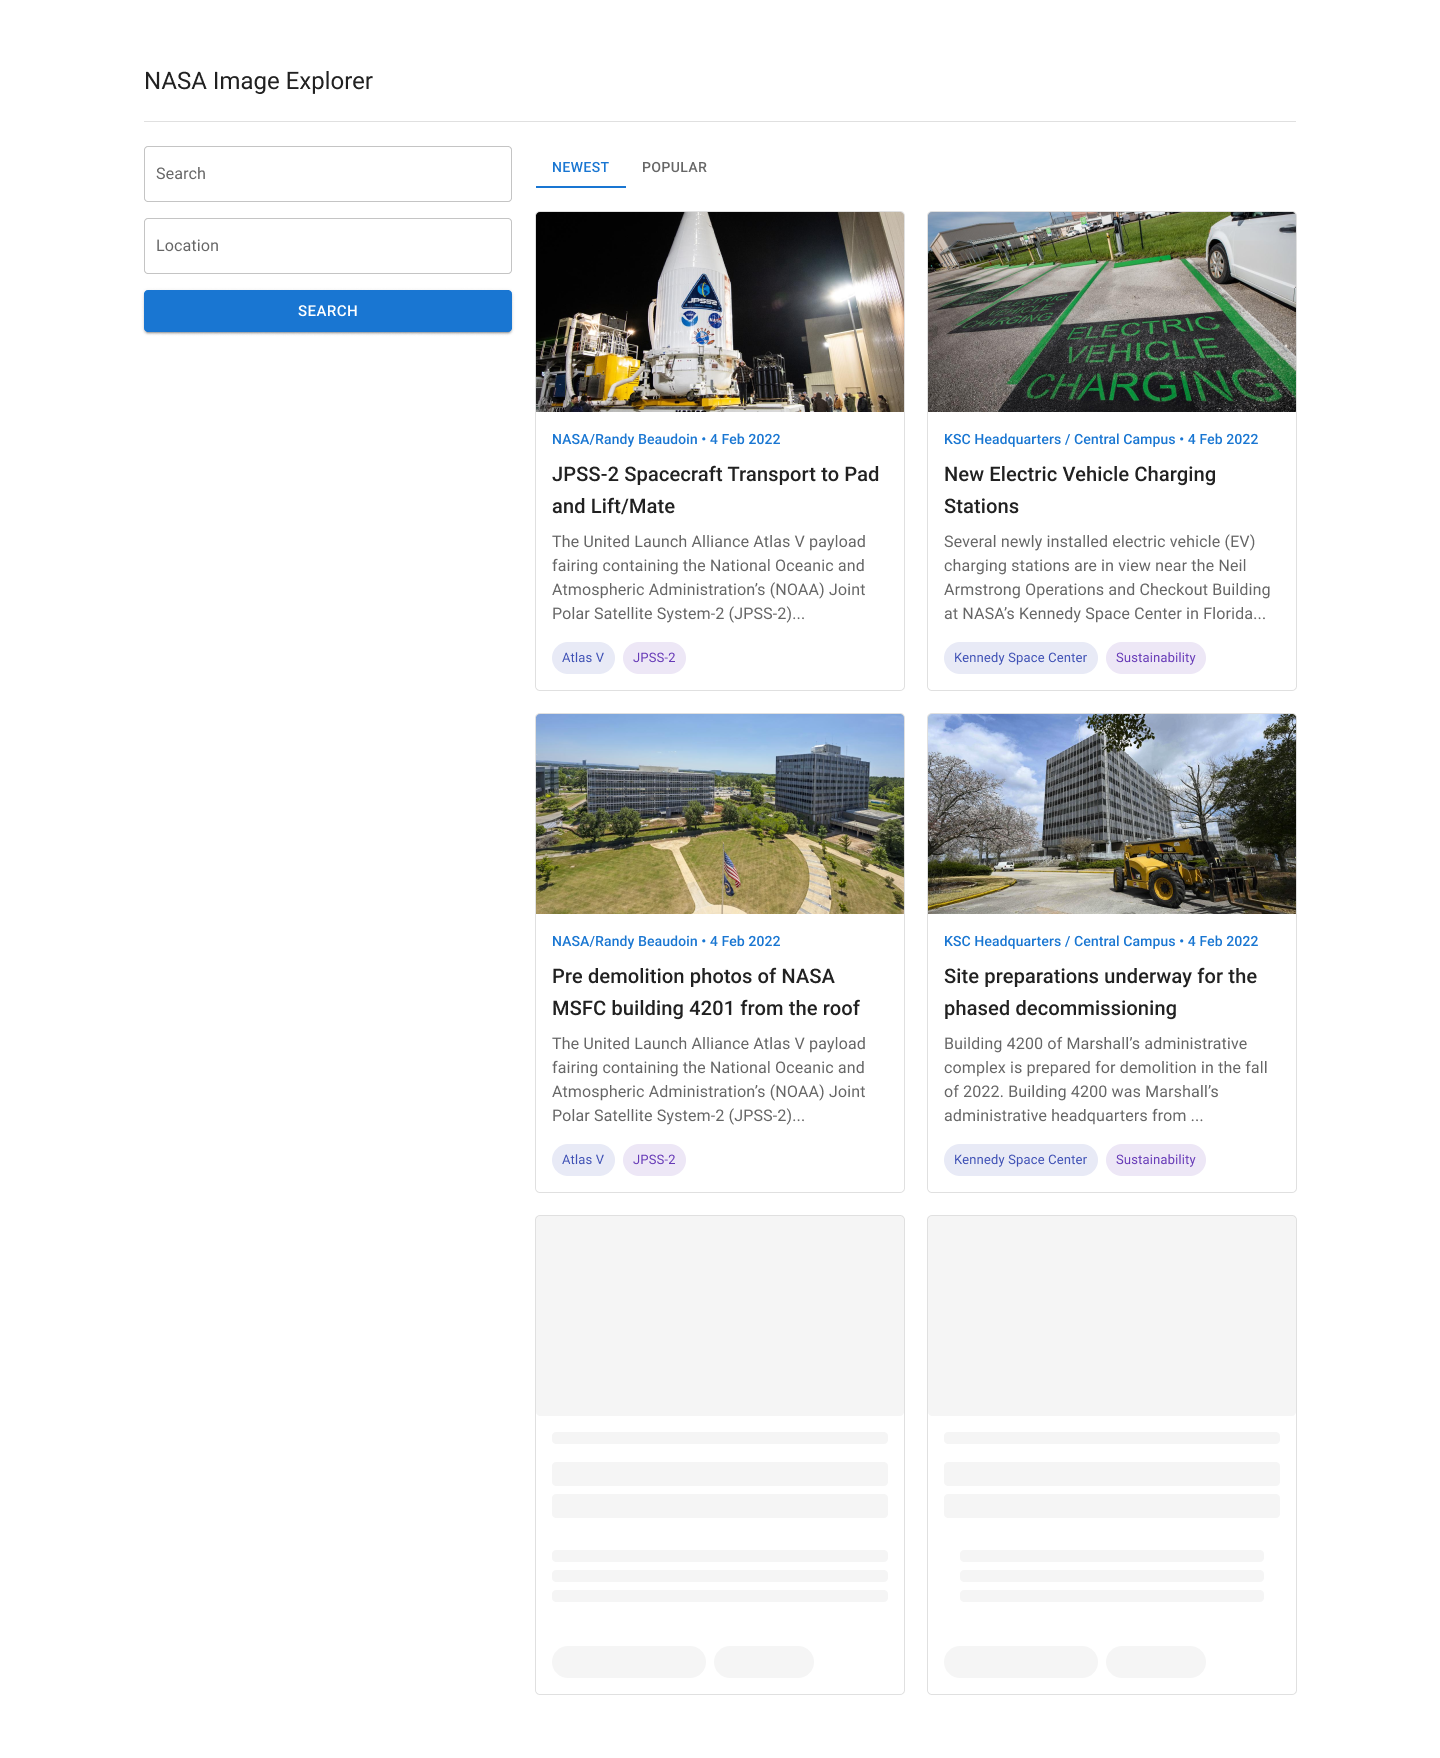 NASA Image Explorer
Search
Location
SEARCH
NEWEST
POPULAR
JPSS-2
ELECTRIC
VEHICLE
CHARGING
ELECTRIC
VEHICLE
CHARGING
NASA/Randy Beaudoin • 4 Feb 2022
JPSS-2 Spacecraft Transport to Pad
and Lift/Mate
The United Launch Alliance Atlas V payload
fairing containing the National Oceanic and
Atmospheric Administration’s (NOAA) Joint
Polar Satellite System-2 (JPSS-2)...
Atlas V
JPSS-2
KSC Headquarters / Central Campus • 4 Feb 2022
New Electric Vehicle Charging
Stations
Several newly installed electric vehicle (EV)
charging stations are in view near the Neil
Armstrong Operations and Checkout Building
at NASA’s Kennedy Space Center in Florida...
Kennedy Space Center
Sustainability
NASA/Randy Beaudoin • 4 Feb 2022
Pre demolition photos of NASA
MSFC building 4201 from the roof
The United Launch Alliance Atlas V payload
fairing containing the National Oceanic and
Atmospheric Administration’s (NOAA) Joint
Polar Satellite System-2 (JPSS-2)...
Atlas V
JPSS-2
KSC Headquarters / Central Campus • 4 Feb 2022
Site preparations underway for the
phased decommissioning
Building 4200 of Marshall’s administrative
complex is prepared for demolition in the fall
of 2022. Building 4200 was Marshall’s
administrative headquarters from ...
Kennedy Space Center
Sustainability